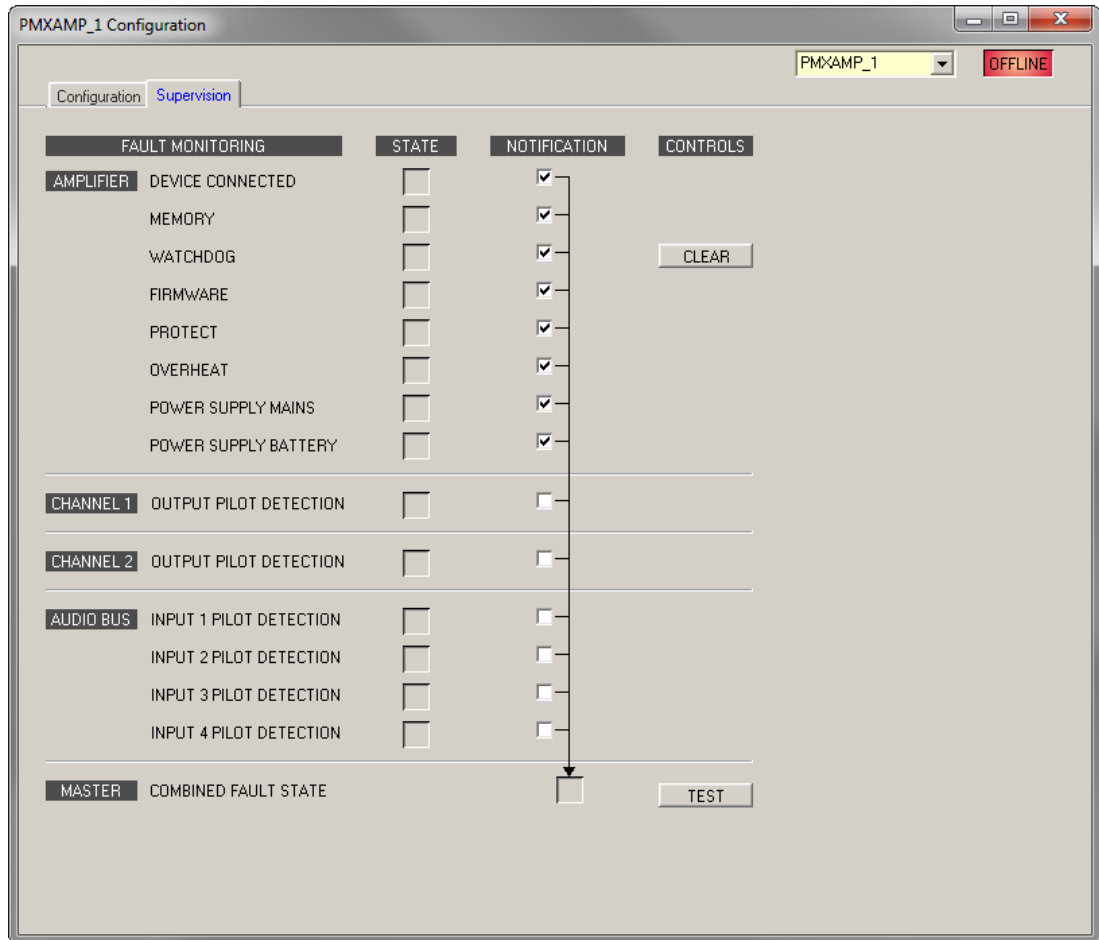 PMXAMP_1 Configuration
PMXAMP_1 OFFLINE
Configuration Supervision
FAULT MONITORING STATE NOTIFICATION CONTROLS
AMPLIFIER DEVICE CONNECTED
MEMORY
WATCHDOG CLEAR
FIRMWARE
PROTECT
OVERHEAT
POWER SUPPLY MAINS
POWER SUPPLY BATTERY
CHANNEL 1 OUTPUT PILOT DETECTION
CHANNEL 2 OUTPUT PILOT DETECTION
AUDIO BUS INPUT 1 PILOT DETECTION
INPUT 2 PILOT DETECTION
INPUT 3 PILOT DETECTION
INPUT 4 PILOT DETECTION
MASTER COMBINED FAULT STATE TEST